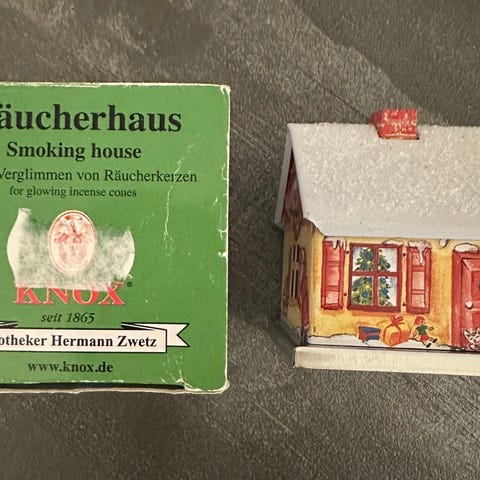 äucherhaus
Smoking house
Verglimmen von Räucherkerzen
for glowing incense cones
KNOX®
seit 1865
otheker Hermann Zwetz
www.knox.de